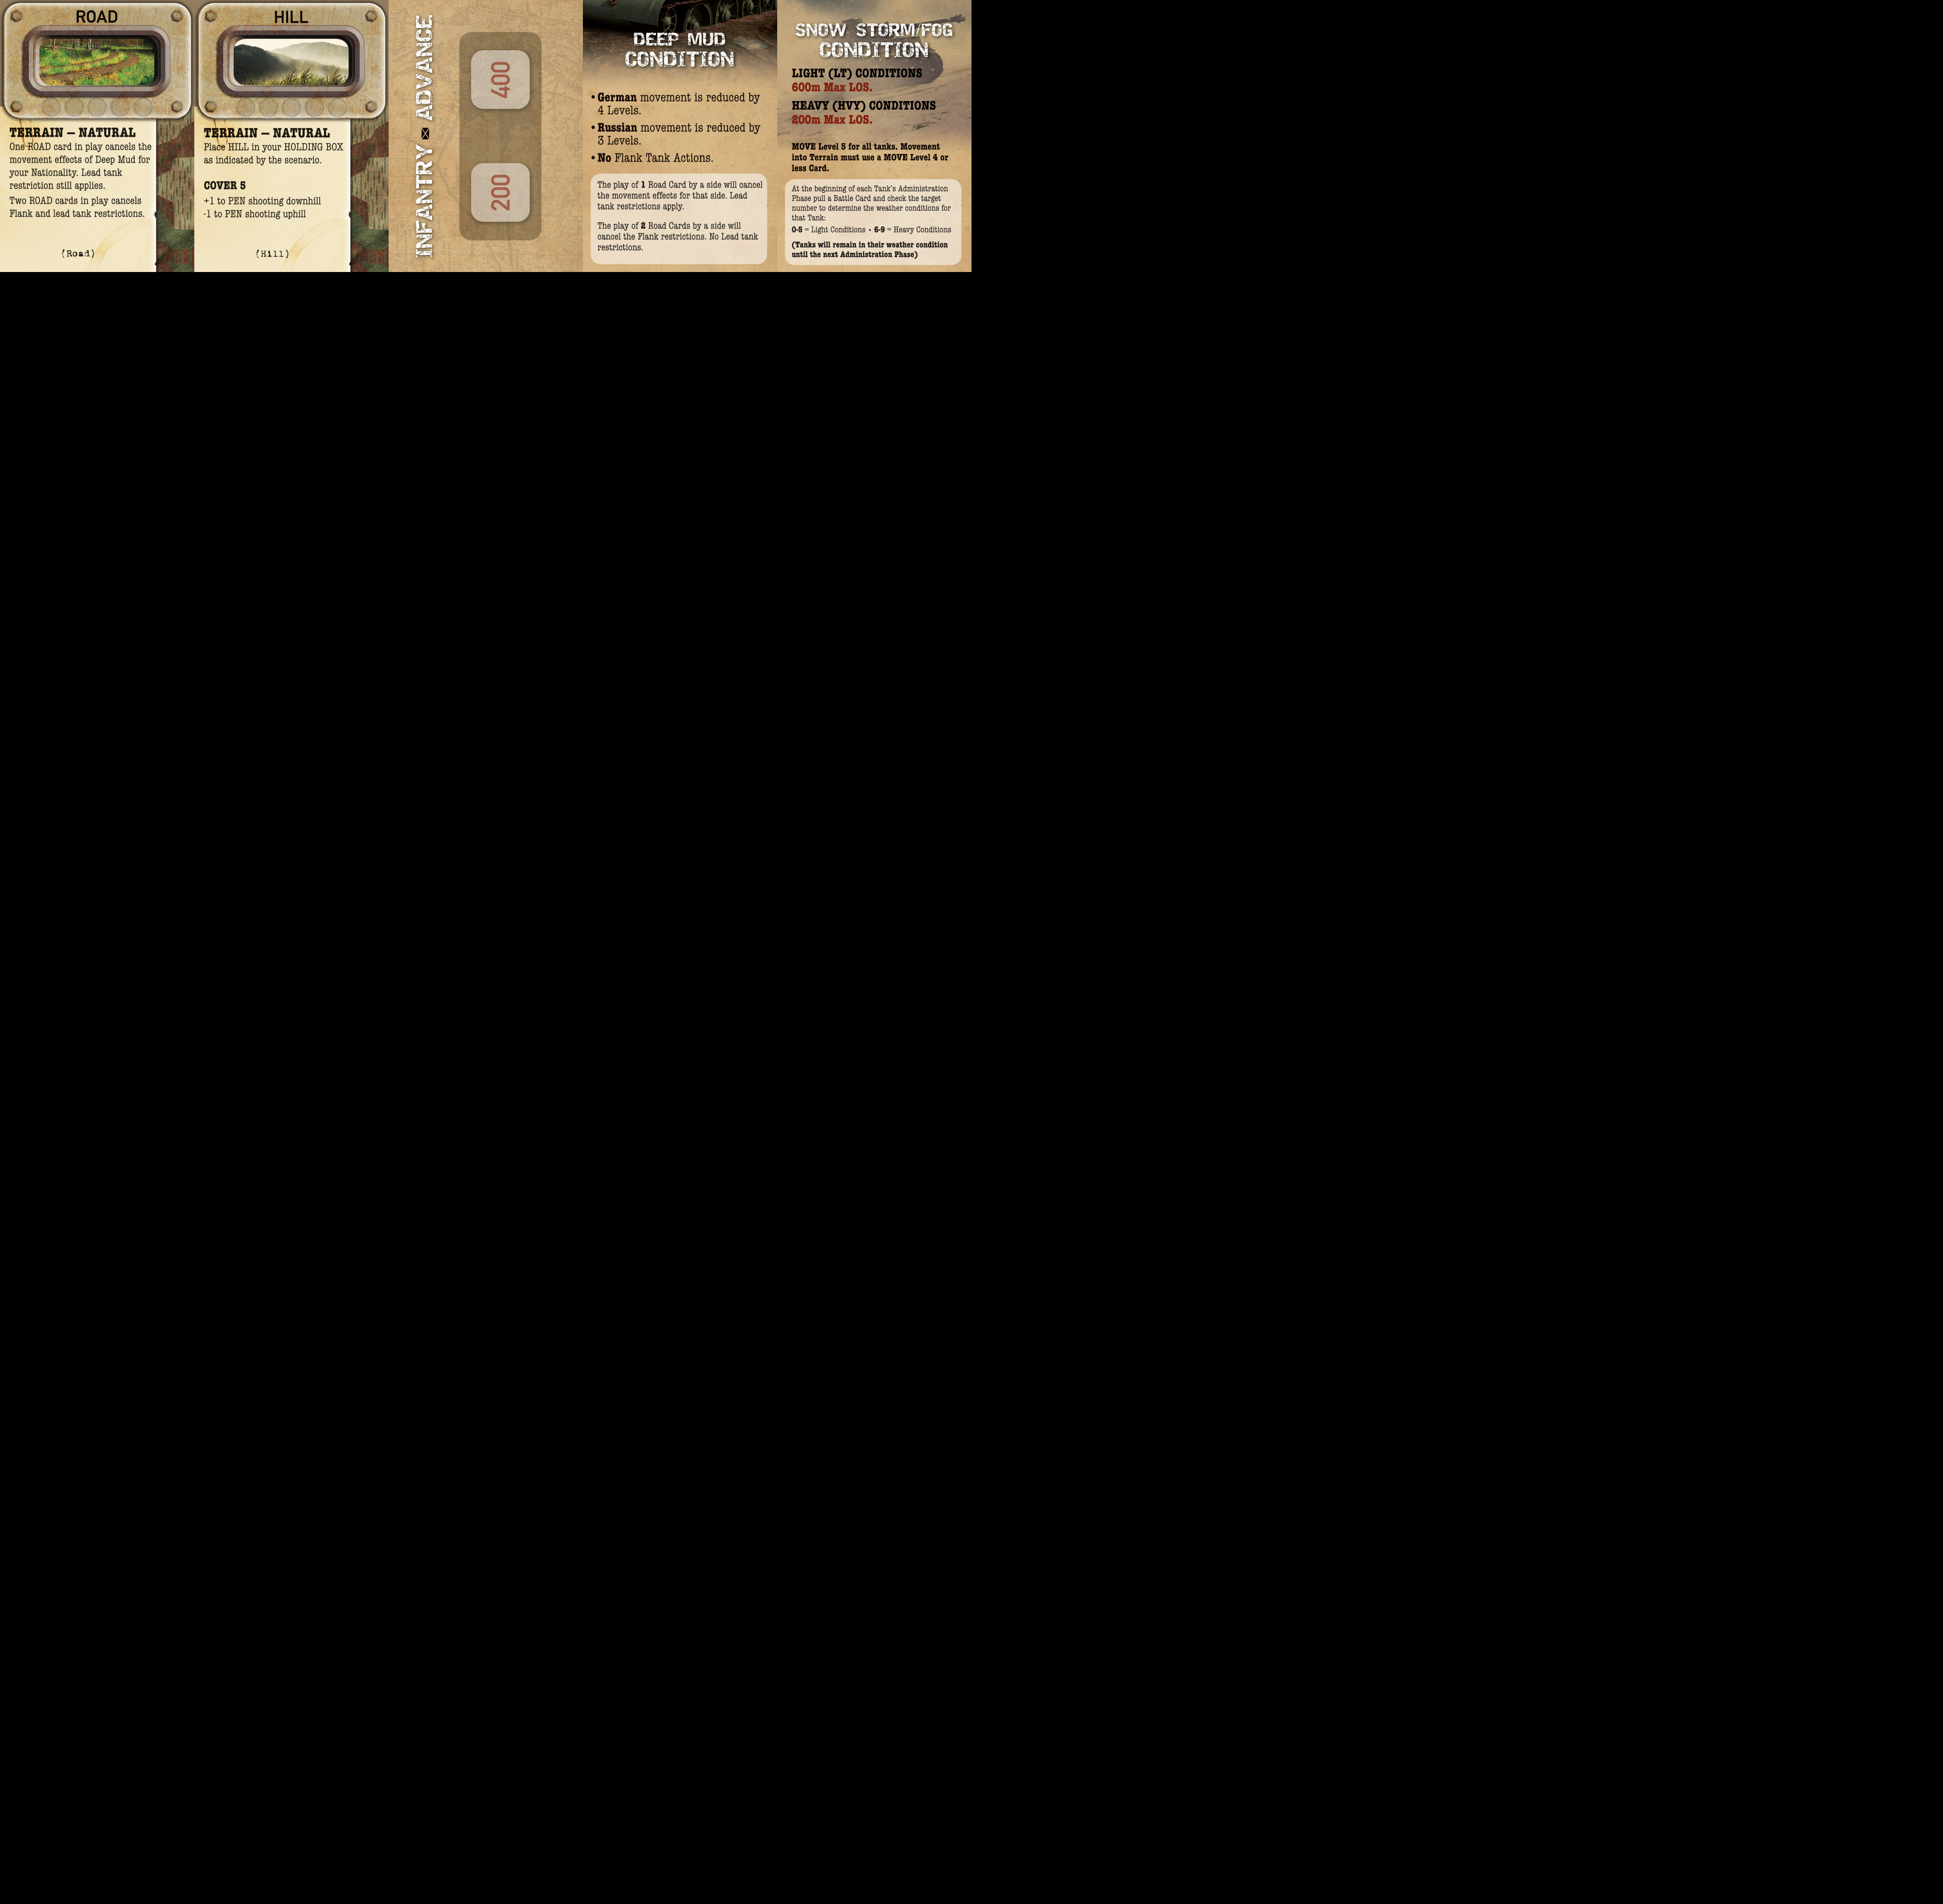 ROAD
TERRAIN – NATURAL
One ROAD card in play cancels the
movement effects of Deep Mud for
your Nationality. Lead tank
restriction still applies.
Two ROAD cards in play cancels
Flank and lead tank restrictions.
(Road)
HILL
TERRAIN – NATURAL
Place HILL in your HOLDING BOX
as indicated by the scenario.
COVER 5
+1 to PEN shooting downhill
-1 to PEN shooting uphill
(Hill)
INFANTRY ADVANCE
200
400
DEEP MUD
CONDITION
• German movement is reduced by
4 Levels.
• Russian movement is reduced by
3 Levels.
• No Flank Tank Actions.
The play of 1 Road Card by a side will cancel
the movement effects for that side. Lead
tank restrictions apply.
The play of 2 Road Cards by a side will
cancel the Flank restrictions. No Lead tank
restrictions.
SNOW STORM/FOG
CONDITION
LIGHT (LT) CONDITIONS
600m Max LOS.
HEAVY (HVY) CONDITIONS
200m Max LOS.
MOVE Level 5 for all tanks. Movement
into Terrain must use a MOVE Level 4 or
less Card.
At the beginning of each Tank's Administration
Phase pull a Battle Card and check the target
number to determine the weather conditions for
that Tank:
0-5 = Light Conditions • 6-9 = Heavy Conditions
(Tanks will remain in their weather condition
until the next Administration Phase)